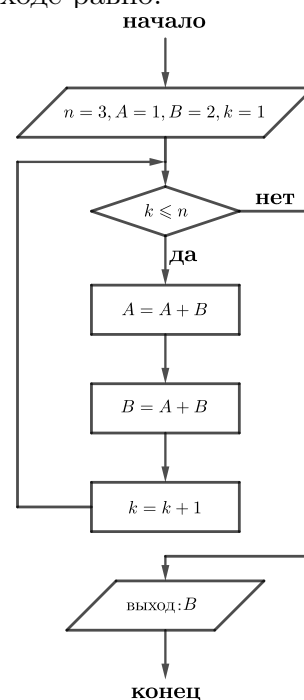 ходе равно:
начало
n = 3, A = 1, B = 2, k = 1
k ⩽ n
нет
да
A = A + B
B = A + B
k = k + 1
выход:B
конец